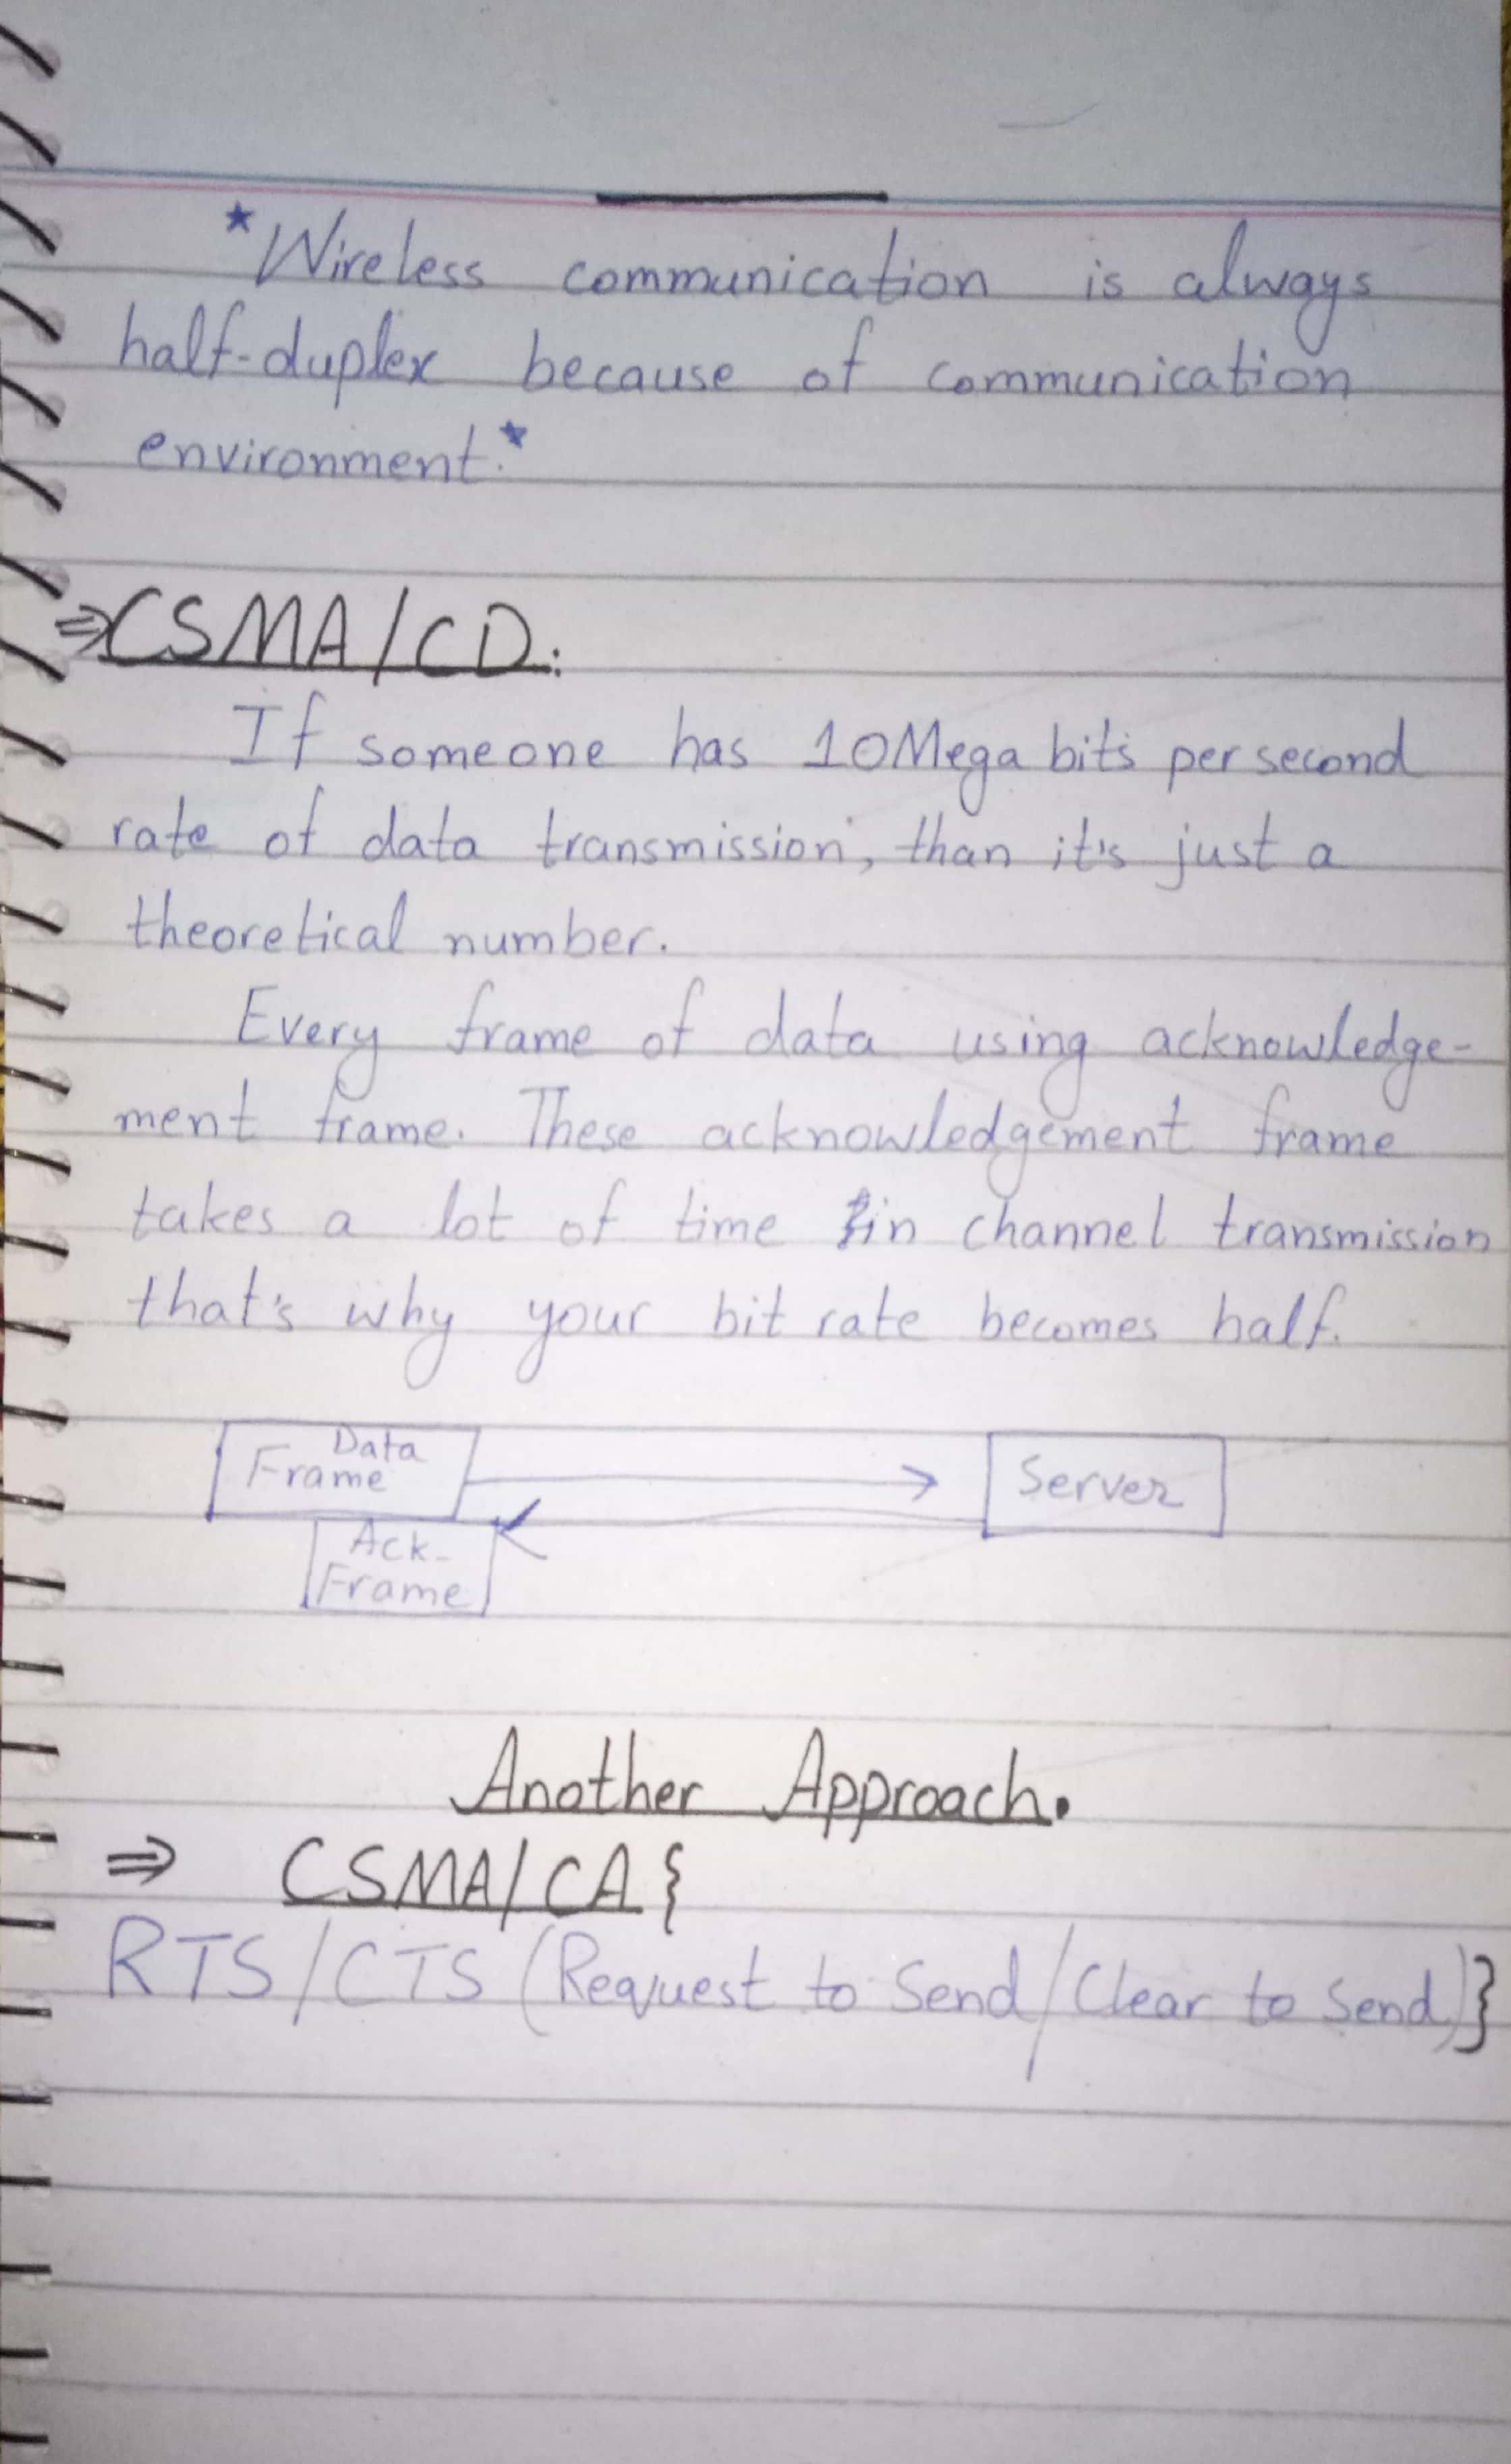 *Wireless communication is always
half-duplex because of communication
environment.*
⇒CSMA/CD:
If someone has 10Mega bits per second
rate of data transmission, than it's just a
theoretical number.
Every frame of data using acknowledge-
ment frame. These acknowledgement frame
takes a lot of time in channel transmission
that's why your bit rate becomes half.
Data
Frame
Server
Ack-
Frame
Another Approach.
⇒ CSMA/CA {
RTS/CTS (Request to Send/Clear to Send)}